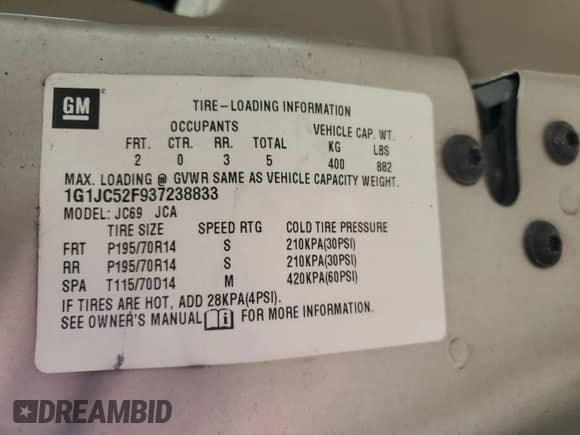 GM
TIRE-LOADING INFORMATION
OCCUPANTS VEHICLE CAP. WT.
FRT. CTR. RR. TOTAL KG LBS
2 0 3 5 400 882
MAX. LOADING @ GVWR SAME AS VEHICLE CAPACITY WEIGHT.
1G1JC52F937238833
MODEL: JC69 JCA
TIRE SIZE SPEED RTG COLD TIRE PRESSURE
FRT P195/70R14 S 210KPA(30PSI)
RR P195/70R14 S 210KPA(30PSI)
SPA T115/70D14 M 420KPA(60PSI)
IF TIRES ARE HOT, ADD 28KPA(4PSI).
SEE OWNER'S MANUAL i FOR MORE INFORMATION.
DREAMBID